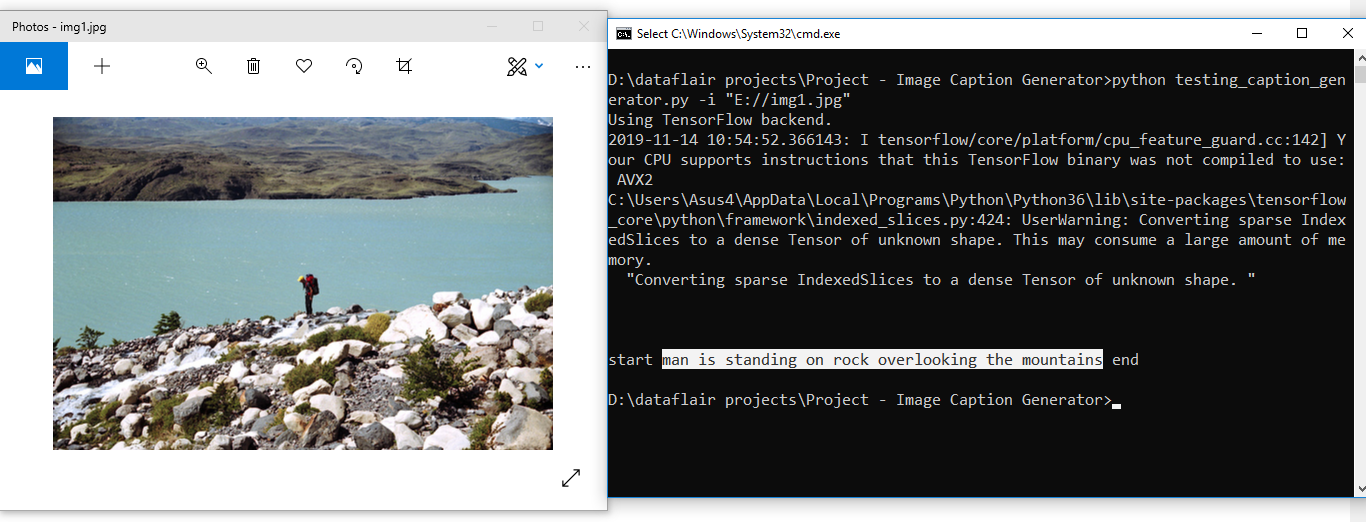 Photos - img1.jpg
Select C:\Windows\System32\cmd.exe
D:\dataflair projects\Project - Image Caption Generator>python testing_caption_gen
erator.py -i "E://img1.jpg"
Using TensorFlow backend.
2019-11-14 10:54:52.366143: I tensorflow/core/platform/cpu_feature_guard.cc:142] Y
our CPU supports instructions that this TensorFlow binary was not compiled to use:
 AVX2
C:\Users\Asus4\AppData\Local\Programs\Python\Python36\lib\site-packages\tensorflow
_core\python\framework\indexed_slices.py:424: UserWarning: Converting sparse Index
edSlices to a dense Tensor of unknown shape. This may consume a large amount of me
mory.
  "Converting sparse IndexedSlices to a dense Tensor of unknown shape. "
start man is standing on rock overlooking the mountains end
D:\dataflair projects\Project - Image Caption Generator>